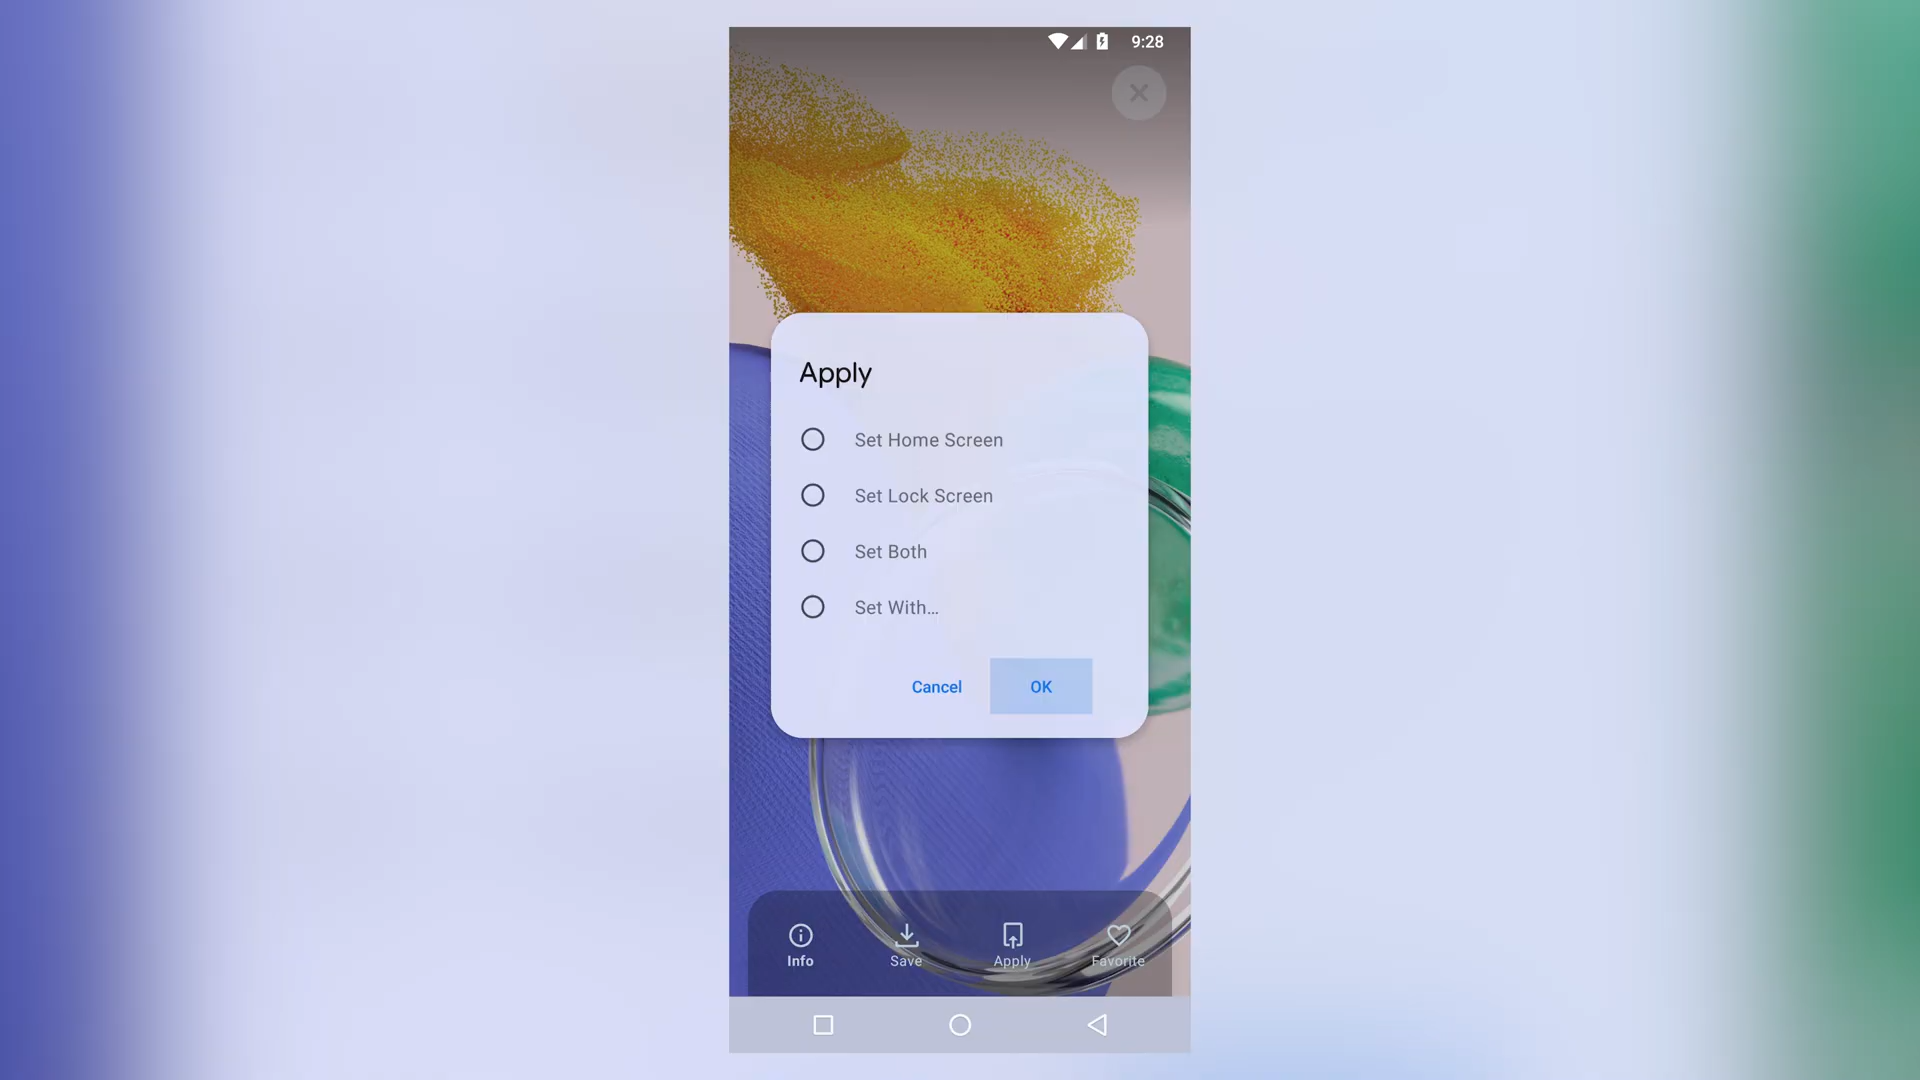 9:28
Apply
Set Home Screen
Set Lock Screen
Set Both
Set With…
Cancel OK
Info Save Apply Favorite